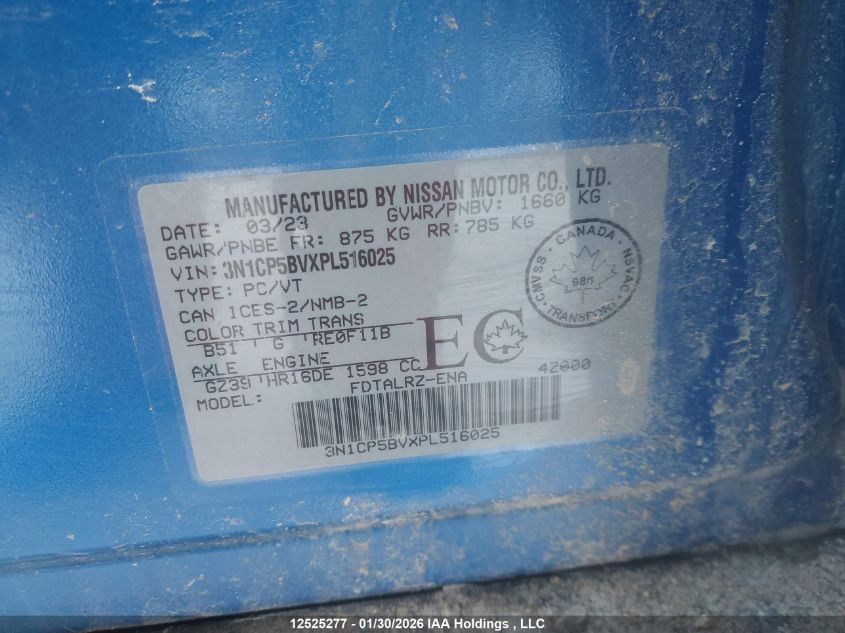 MANUFACTURED BY NISSAN MOTOR CO., LTD.
DATE: 03/23 GVWR/PNBV: 1660 KG
GAWR/PNBE FR: 875 KG RR: 785 KG
VIN: 3N1CP5BVXPL516025
TYPE: PC/VT
CAN ICES-2/NMB-2
COLOR TRIM TRANS
B51 G RE0F11B
AXLE ENGINE
GZ39 HR16DE 1598 CC
MODEL: FDTALRZ-ENA 42000
EC
CANADA
CMVSS NSVAC
985
TRANSPORT
3N1CP5BVXPL516025
12525277 - 01/30/2026 IAA Holdings, LLC